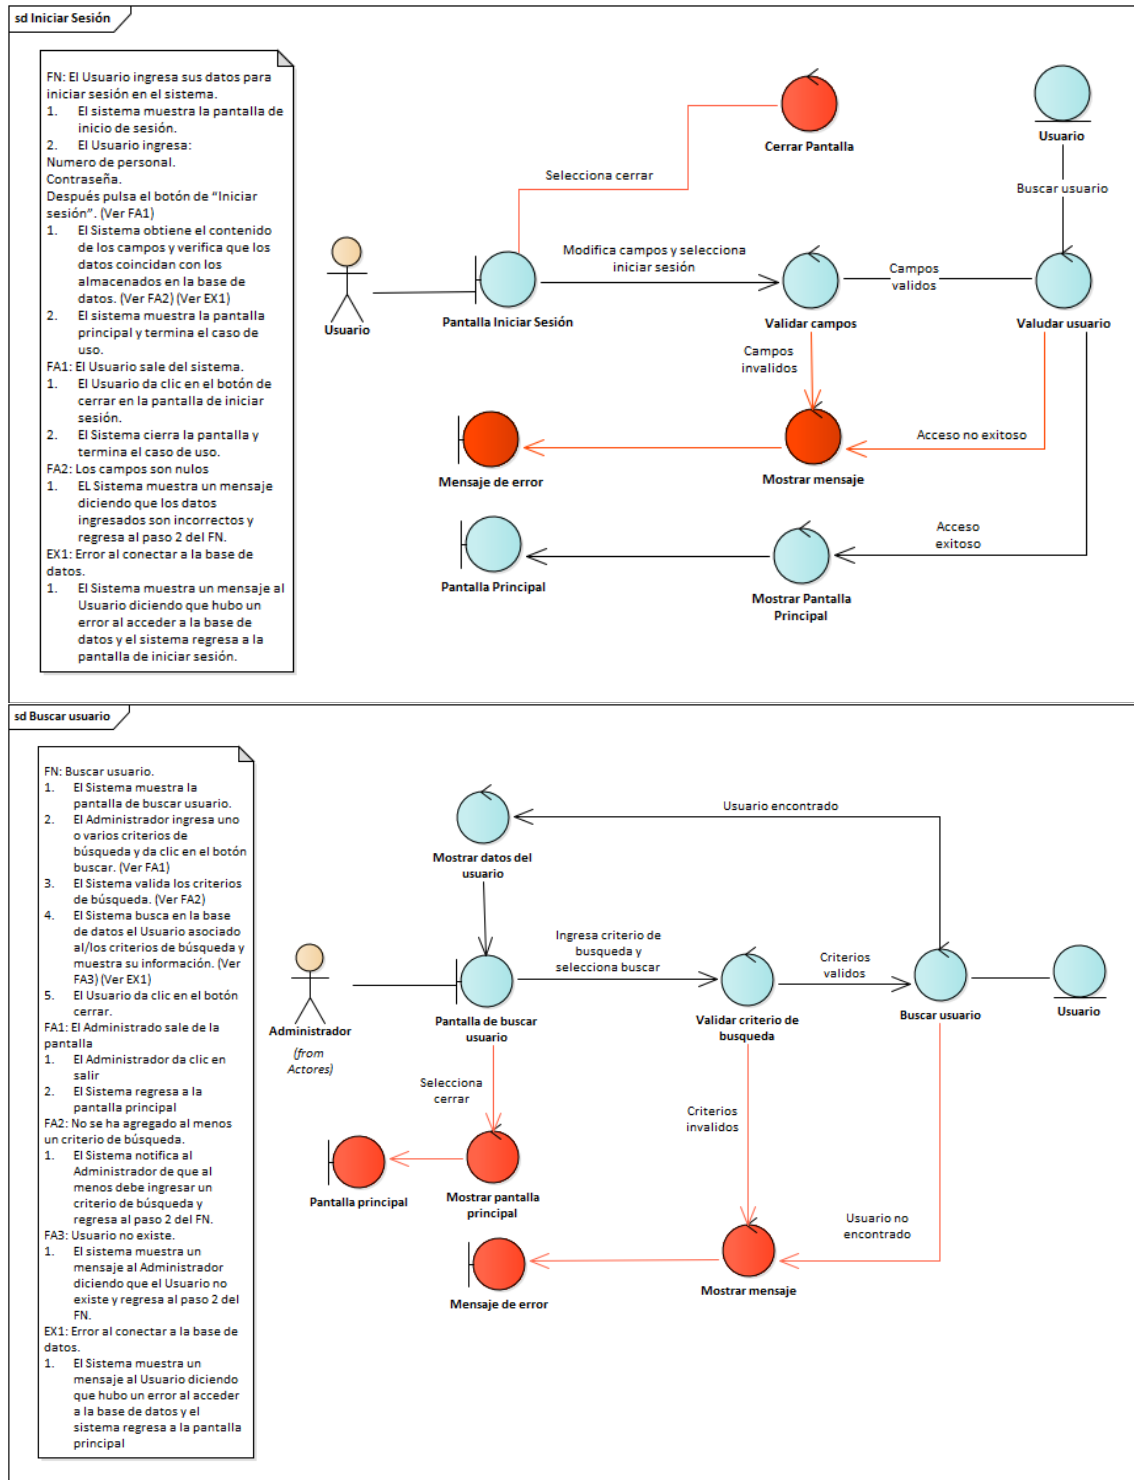 sd Iniciar Sesión
FN: El Usuario ingresa sus datos para
iniciar sesión en el sistema.
1. El sistema muestra la pantalla de
inicio de sesión.
2. El Usuario ingresa:
Numero de personal.
Contraseña.
Después pulsa el botón de “Iniciar
sesión”. (Ver FA1)
1. El Sistema obtiene el contenido
de los campos y verifica que los
datos coincidan con los
almacenados en la base de
datos. (Ver FA2) (Ver EX1)
2. El sistema muestra la pantalla
principal y termina el caso de
uso.
FA1: El Usuario sale del sistema.
1. El Usuario da clic en el botón de
cerrar en la pantalla de iniciar
sesión.
2. El Sistema cierra la pantalla y
termina el caso de uso.
FA2: Los campos son nulos
1. EL Sistema muestra un mensaje
diciendo que los datos
ingresados son incorrectos y
regresa al paso 2 del FN.
EX1: Error al conectar a la base de
datos.
1. El Sistema muestra un mensaje al
Usuario diciendo que hubo un
error al acceder a la base de
datos y el sistema regresa a la
pantalla de iniciar sesión.
Cerrar Pantalla
Usuario
Selecciona cerrar
Buscar usuario
Modifica campos y selecciona
iniciar sesión
Campos
validos
Usuario
Pantalla Iniciar Sesión
Validar campos
Valudar usuario
Campos
invalidos
Acceso no exitoso
Mensaje de error
Mostrar mensaje
Acceso
exitoso
Pantalla Principal
Mostrar Pantalla
Principal
sd Buscar usuario
FN: Buscar usuario.
1. El Sistema muestra la
pantalla de buscar usuario.
2. El Administrador ingresa uno
o varios criterios de
búsqueda y da clic en el botón
buscar. (Ver FA1)
3. El Sistema valida los criterios
de búsqueda. (Ver FA2)
4. El Sistema busca en la base
de datos el Usuario asociado
al/los criterios de búsqueda y
muestra su información. (Ver
FA3) (Ver EX1)
5. El Usuario da clic en el botón
cerrar.
FA1: El Administrado sale de la
pantalla
1. El Administrador da clic en
salir
2. El Sistema regresa a la
pantalla principal
FA2: No se ha agregado al menos
un criterio de búsqueda.
1. El Sistema notifica al
Administrador de que al
menos debe ingresar un
criterio de búsqueda y
regresa al paso 2 del FN.
FA3: Usuario no existe.
1. El sistema muestra un
mensaje al Administrador
diciendo que el Usuario no
existe y regresa al paso 2 del
FN.
EX1: Error al conectar a la base de
datos.
1. El Sistema muestra un
mensaje al Usuario diciendo
que hubo un error al acceder
a la base de datos y el
sistema regresa a la pantalla
principal
Usuario encontrado
Mostrar datos del
usuario
Ingresa criterio de
busqueda y
selecciona buscar
Criterios
validos
Administrador
(from
Actores)
Pantalla de buscar
usuario
Validar criterio de
busqueda
Buscar usuario
Usuario
Selecciona
cerrar
Criterios
invalidos
Pantalla principal
Mostrar pantalla
principal
Usuario no
encontrado
Mensaje de error
Mostrar mensaje